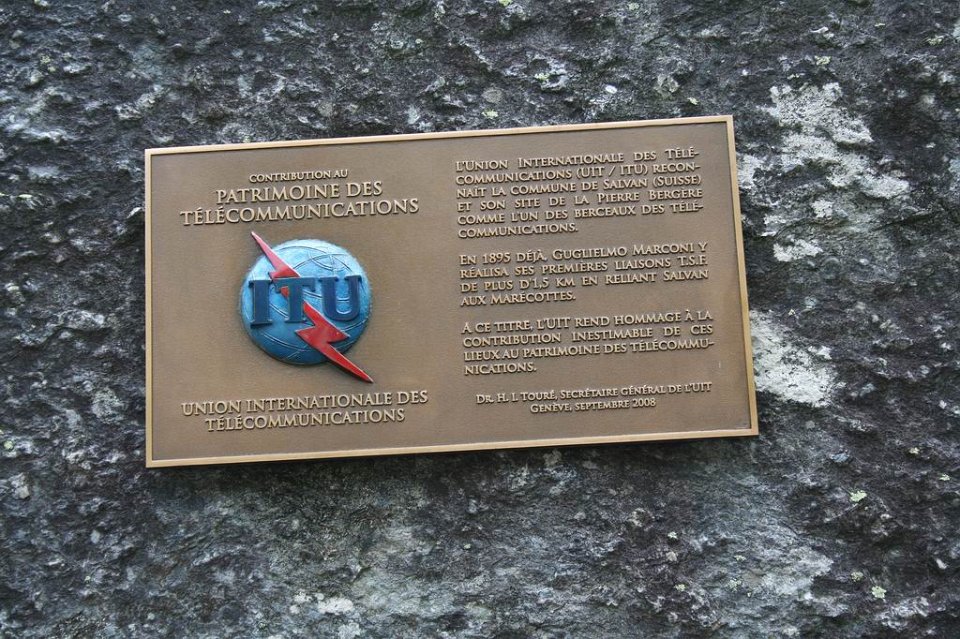 CONTRIBUTION AU
PATRIMOINE DES
TÉLÉCOMMUNICATIONS
ITU
UNION INTERNATIONALE DES
TÉLÉCOMMUNICATIONS
L'UNION INTERNATIONALE DES TÉLÉ-
COMMUNICATIONS (UIT / ITU) RECON-
NAÎT LA COMMUNE DE SALVAN (SUISSE)
ET SON SITE DE LA PIERRE BERGÈRE
COMME L'UN DES BERCEAUX DES TÉLÉ-
COMMUNICATIONS.
EN 1895 DÉJÀ, GUGLIELMO MARCONI Y
RÉALISA SES PREMIÈRES LIAISONS T.S.F.
DE PLUS D'1,5 KM EN RELIANT SALVAN
AUX MARÉCOTTES.
À CE TITRE, L'UIT REND HOMMAGE À LA
CONTRIBUTION INESTIMABLE DE CES
LIEUX AU PATRIMOINE DES TÉLÉCOMMU-
NICATIONS.
DR. H. I. TOURÉ, SECRÉTAIRE GÉNÉRAL DE L'UIT
GENÈVE, SEPTEMBRE 2008